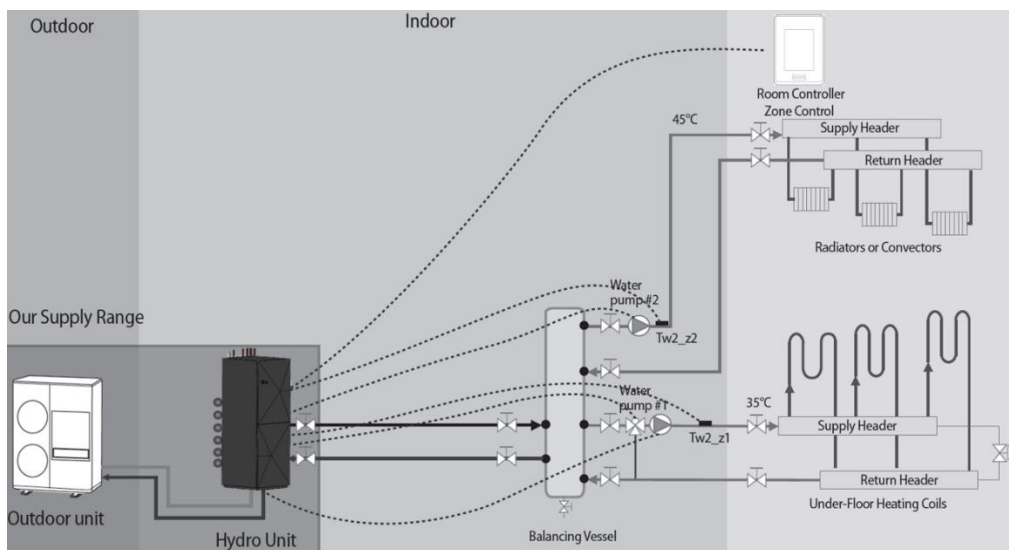 Outdoor
Indoor
Room Controller
Zone Control
45°C
Supply Header
Return Header
Radiators or Convectors
Water
pump #2
Tw2_z2
Our Supply Range
Water
pump #1
35°C
Tw2_z1
Supply Header
Return Header
Under-Floor Heating Coils
Outdoor unit
Hydro Unit
Balancing Vessel